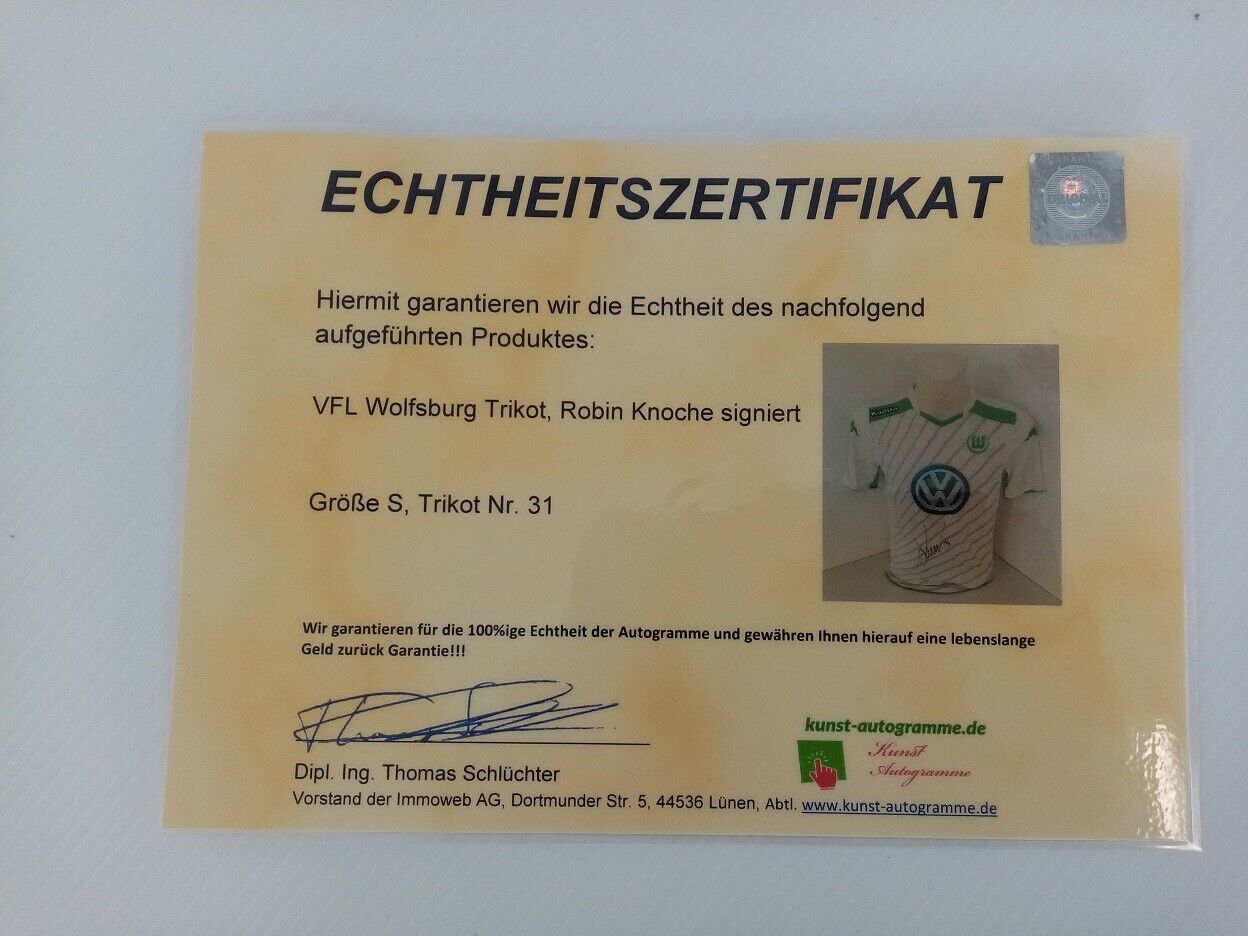 ECHTHEITSZERTIFIKAT
Hiermit garantieren wir die Echtheit des nachfolgend
aufgeführten Produktes:
VFL Wolfsburg Trikot, Robin Knoche signiert
Kappa
W
VW
Größe S, Trikot Nr. 31
Wir garantieren für die 100%ige Echtheit der Autogramme und gewähren Ihnen hierauf eine lebenslange
Geld zurück Garantie!!!
kunst-autogramme.de
Kunst
Autogramme
Dipl. Ing. Thomas Schlüchter
Vorstand der Immoweb AG, Dortmunder Str. 5, 44536 Lünen, Abtl. www.kunst-autogramme.de